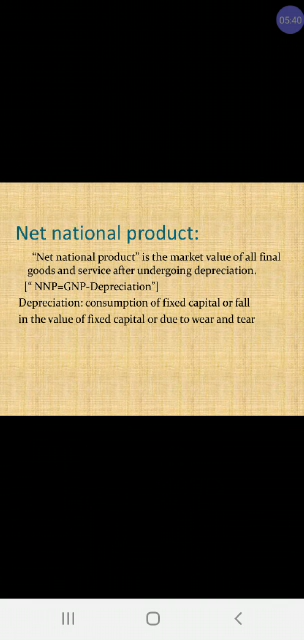 05:40
Net national product:
“Net national product” is the market value of all final
goods and service after undergoing depreciation.
[“ NNP=GNP-Depreciation”]
Depreciation: consumption of fixed capital or fall
in the value of fixed capital or due to wear and tear